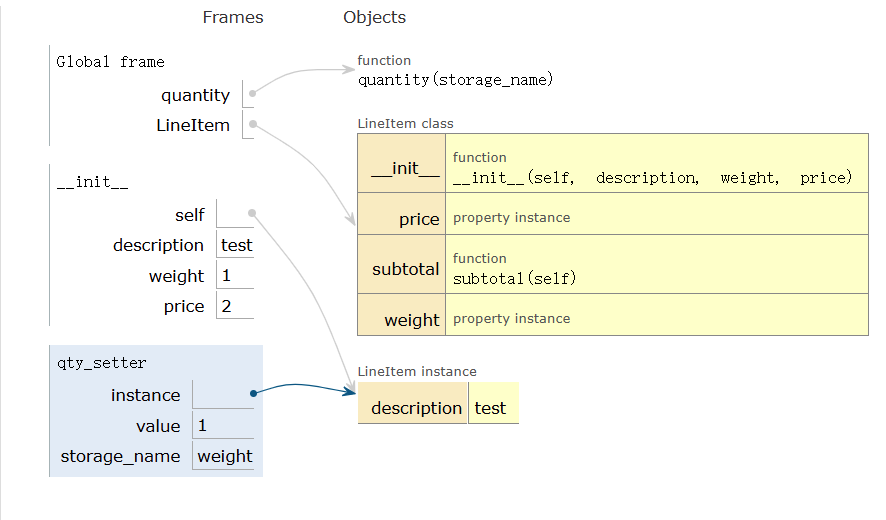 Frames Objects
Global frame
quantity
LineItem
function
quantity(storage_name)
LineItem class
__init__ function
__init__(self, description, weight, price)
price property instance
subtotal function
subtotal(self)
weight property instance
__init__
self
description test
weight 1
price 2
qty_setter
instance
value 1
storage_name weight
LineItem instance
description test